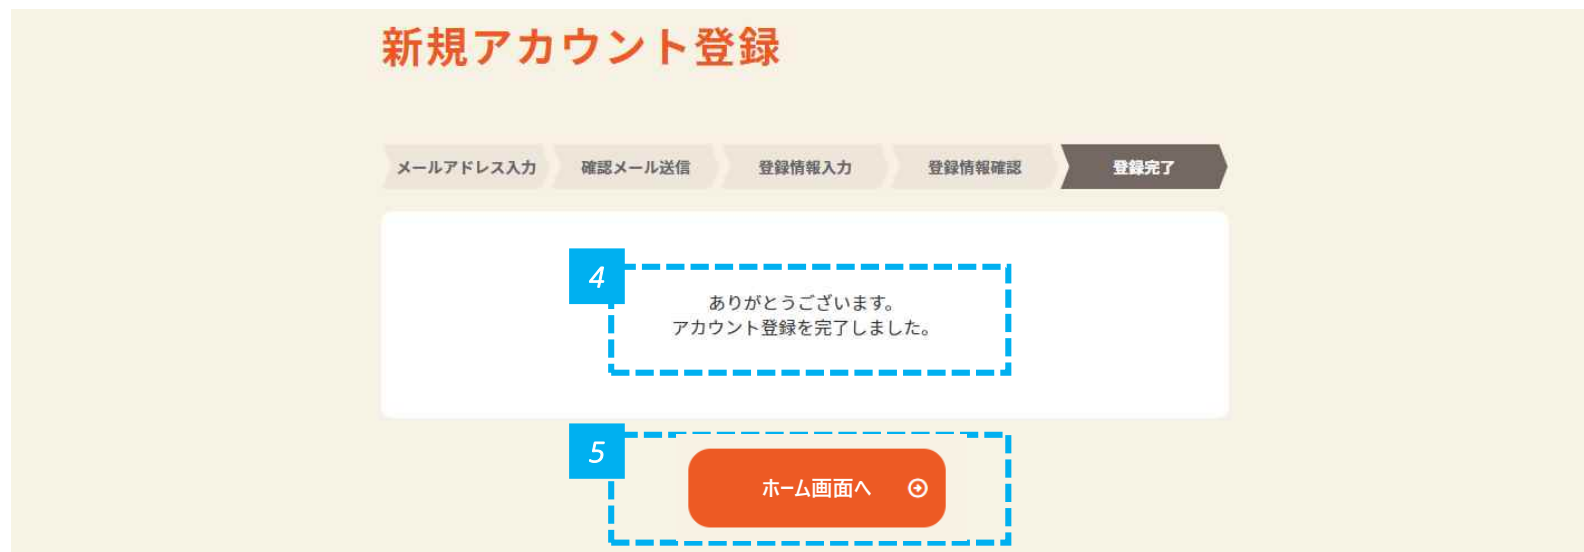 新規アカウント登録
メールアドレス入力 確認メール送信 登録情報入力 登録情報確認 登録完了
4
ありがとうございます。
アカウント登録を完了しました。
5
ホーム画面へ